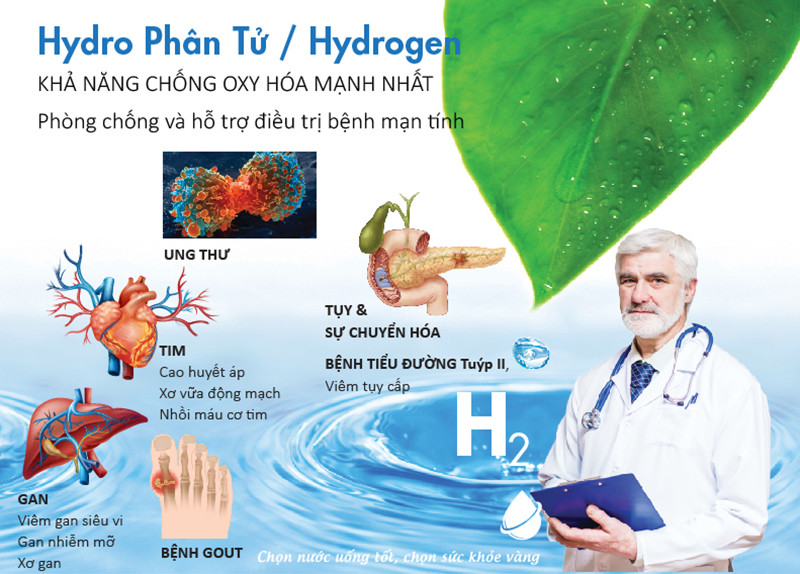 Hydro Phân Tử / Hydrogen
KHẢ NĂNG CHỐNG OXY HÓA MẠNH NHẤT
Phòng chống và hỗ trợ điều trị bệnh mạn tính
UNG THƯ
TIM
Cao huyết áp
Xơ vữa động mạch
Nhồi máu cơ tim
TỤY &
SỰ CHUYỂN HÓA
BỆNH TIỂU ĐƯỜNG Tuýp II,
Viêm tụy cấp
H2
GAN
Viêm gan siêu vi
Gan nhiễm mỡ
Xơ gan
BỆNH GOUT
Chọn nước uống tốt, chọn sức khỏe vàng